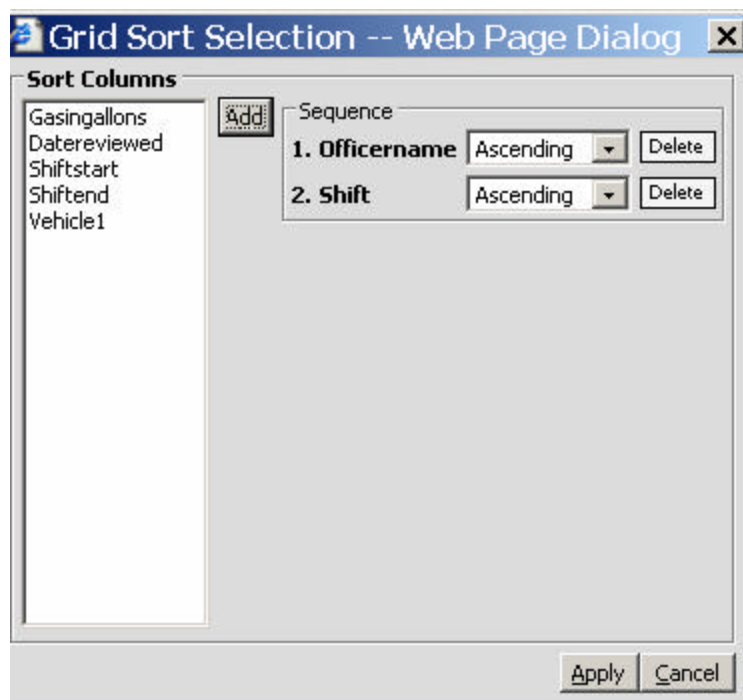 Grid Sort Selection -- Web Page Dialog
Sort Columns
Gasingallons
Datereviewed
Shiftstart
Shiftend
Vehicle1
Add
Sequence
1. Officername Ascending Delete
2. Shift Ascending Delete
Apply Cancel